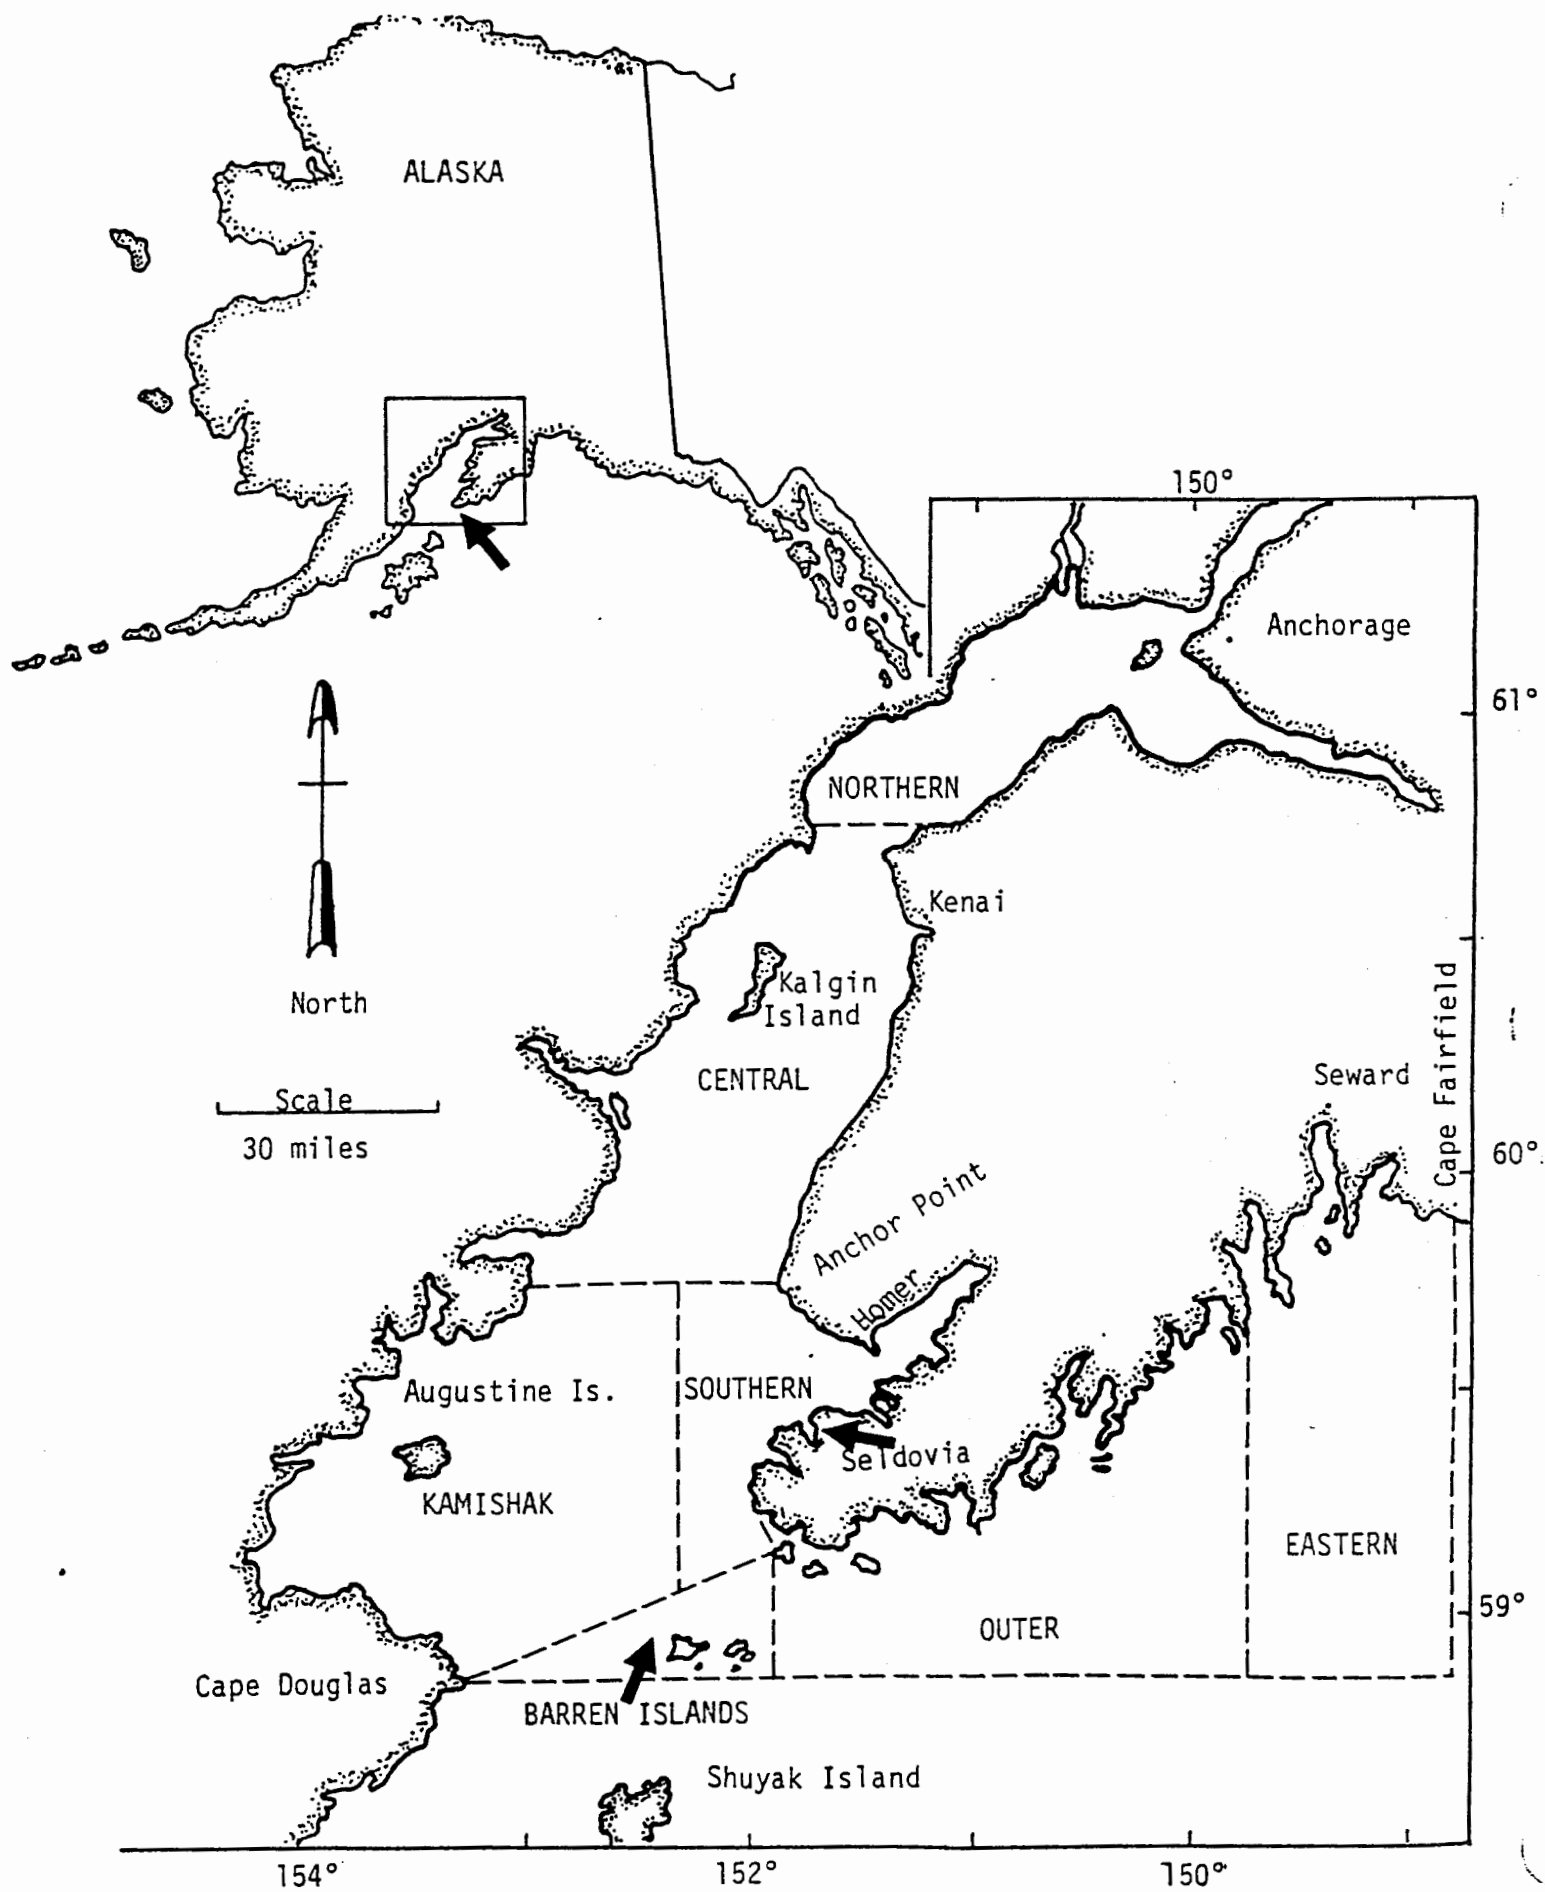 ALASKA
150°
Anchorage
61°
NORTHERN
Kenai
Kalgin
Island
North
CENTRAL
Seward
Cape Fairfield
Scale
30 miles
60°
Anchor Point
Homer
Augustine Is.
SOUTHERN
Seldovia
KAMISHAK
EASTERN
59°
OUTER
Cape Douglas
BARREN ISLANDS
Shuyak Island
154°
152°
150°